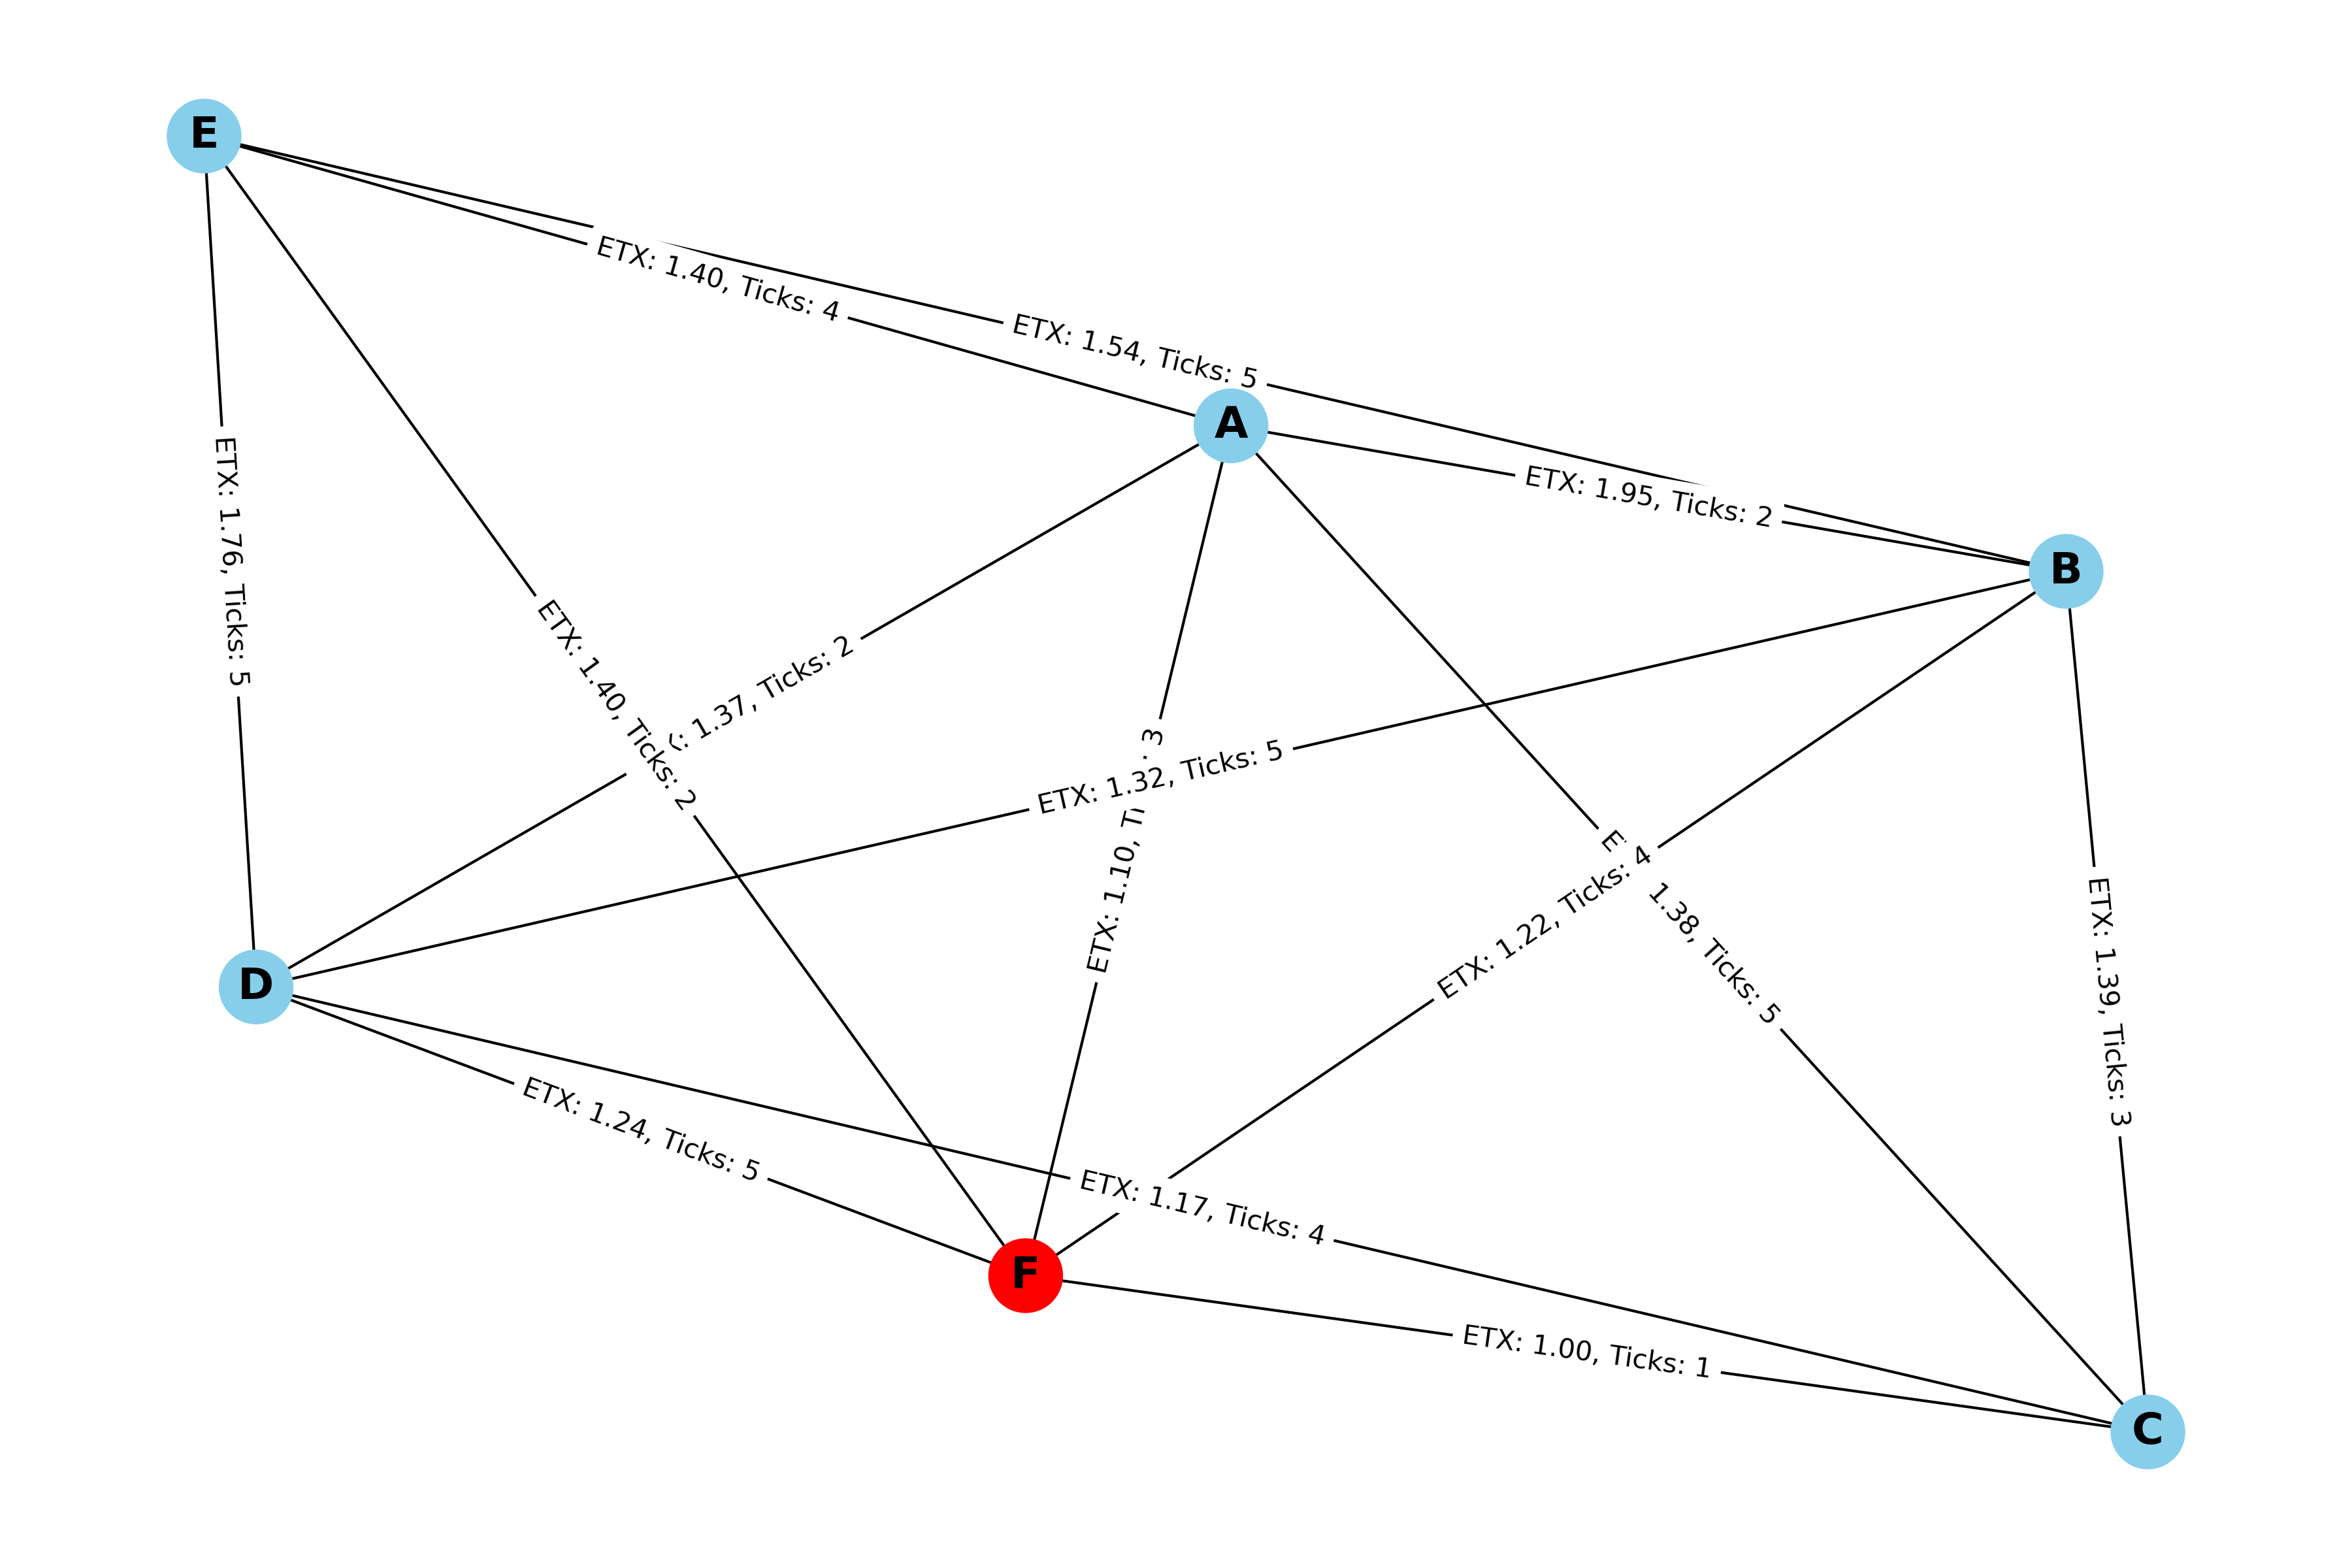 E
ETX: 1.40, Ticks: 4
ETX: 1.54, Ticks: 5
A
ETX: 1.95, Ticks: 2
B
ETX: 1.76, Ticks: 5
ETX: 1.40, Ticks: 2
1.37, Ticks: 2
ETX: 1.32, Ticks: 5
ETX: 1.10, 3
1.38, Ticks: 5
ETX: 1.22, Ticks: 4
ETX: 1.39, Ticks: 3
D
ETX: 1.24, Ticks: 5
ETX: 1.17, Ticks: 4
F
ETX: 1.00, Ticks: 1
C